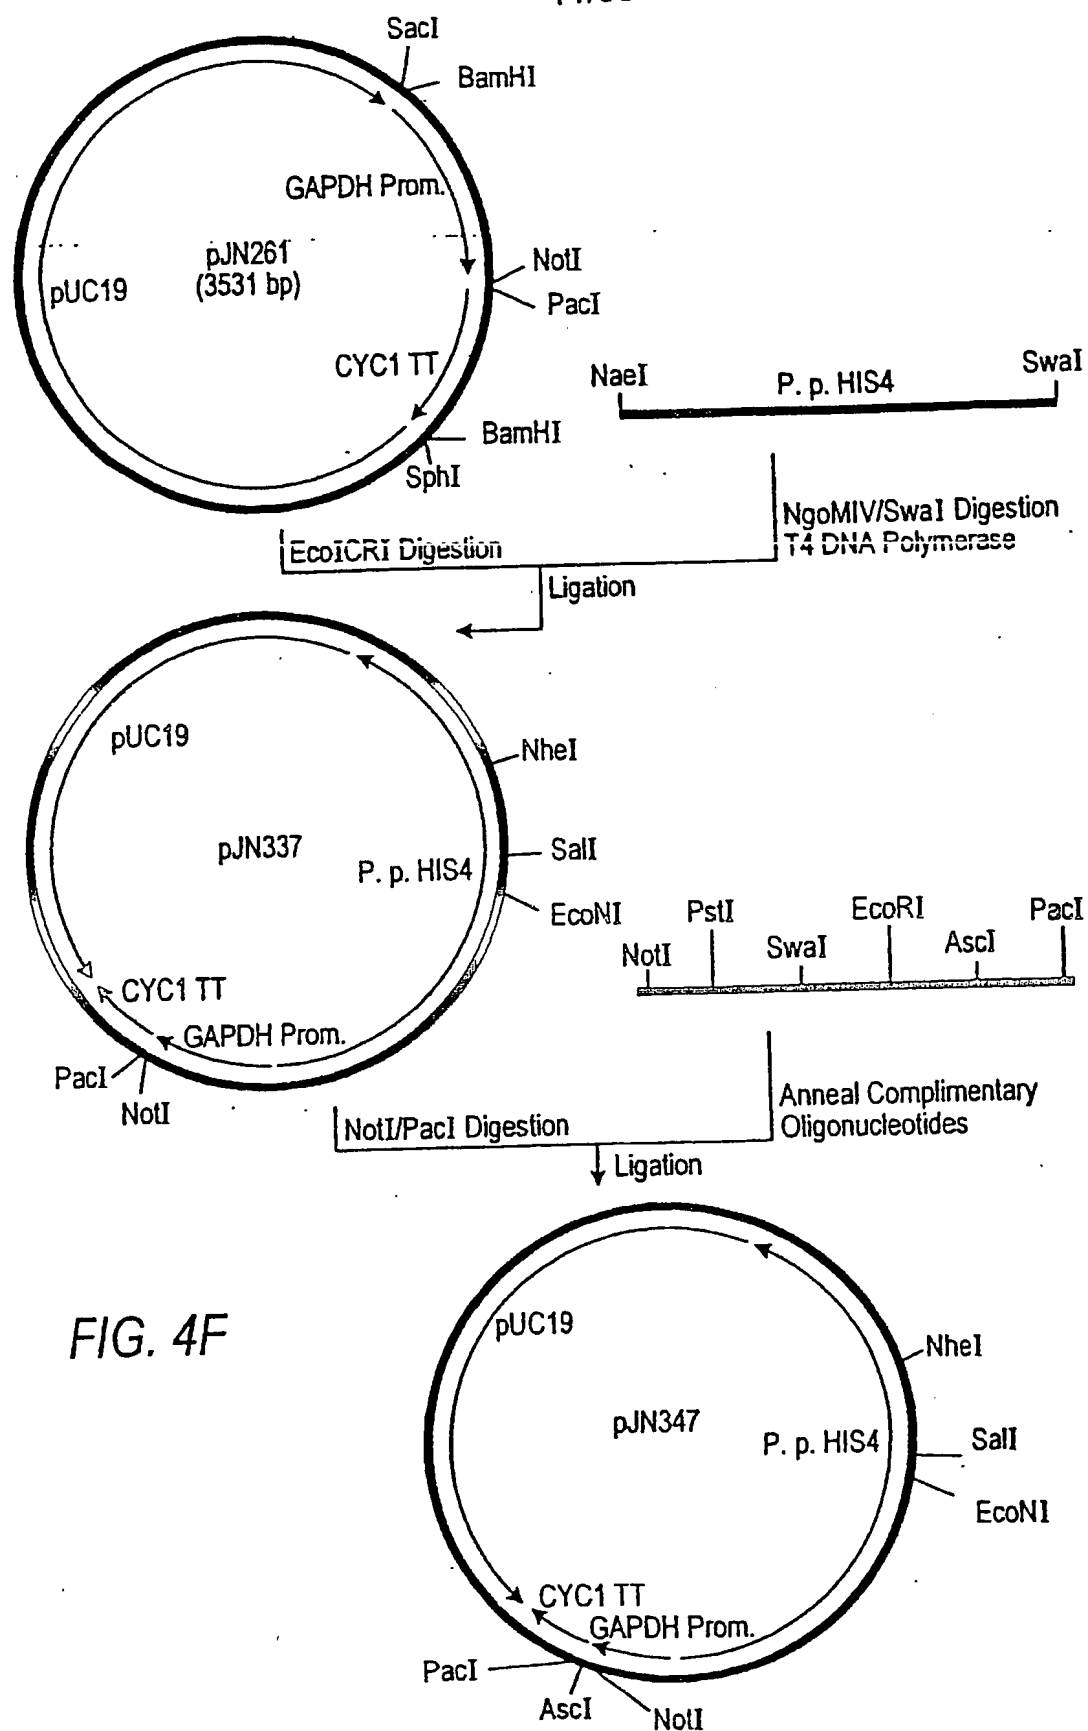 SacI
BamHI
GAPDH Prom.
pJN261
(3531 bp)
pUC19
NotI
PacI
CYC1 TT
BamHI
SphI
NaeI
P. p. HIS4
SwaI
NgoMIV/SwaI Digestion
T4 DNA Polymerase
EcoICRI Digestion
Ligation
pUC19
NheI
pJN337
P. p. HIS4
SalI
EcoNI
CYC1 TT
GAPDH Prom.
PacI
NotI
NotI
PstI
SwaI
EcoRI
AscI
PacI
NotI/PacI Digestion
Anneal Complimentary
Oligonucleotides
Ligation
FIG. 4F
pUC19
NheI
pJN347
P. p. HIS4
SalI
EcoNI
CYC1 TT
GAPDH Prom.
PacI
AscI
NotI